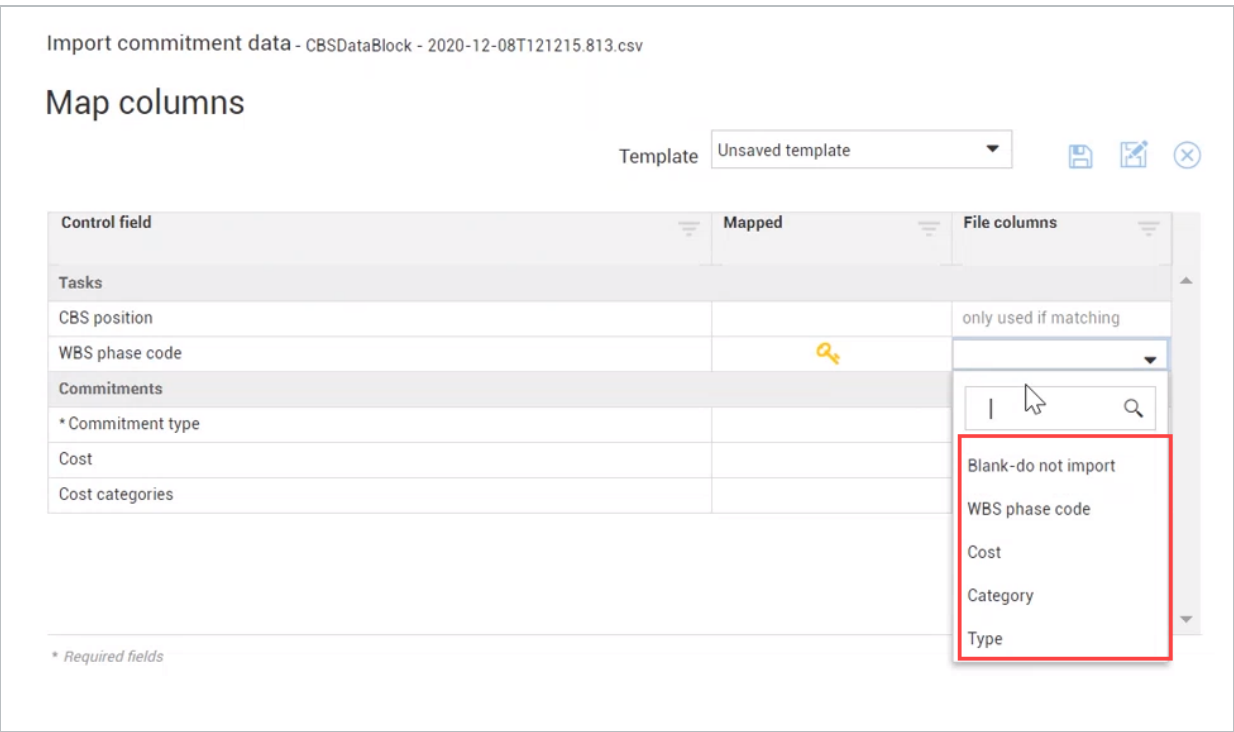 Import commitment data - CBSDataBlock - 2020-12-08T121215.813.csv
Map columns
Template Unsaved template
Control field Mapped File columns
Tasks
CBS position only used if matching
WBS phase code
Commitments
* Commitment type
Cost
Cost categories
Blank-do not import
WBS phase code
Cost
Category
Type
* Required fields